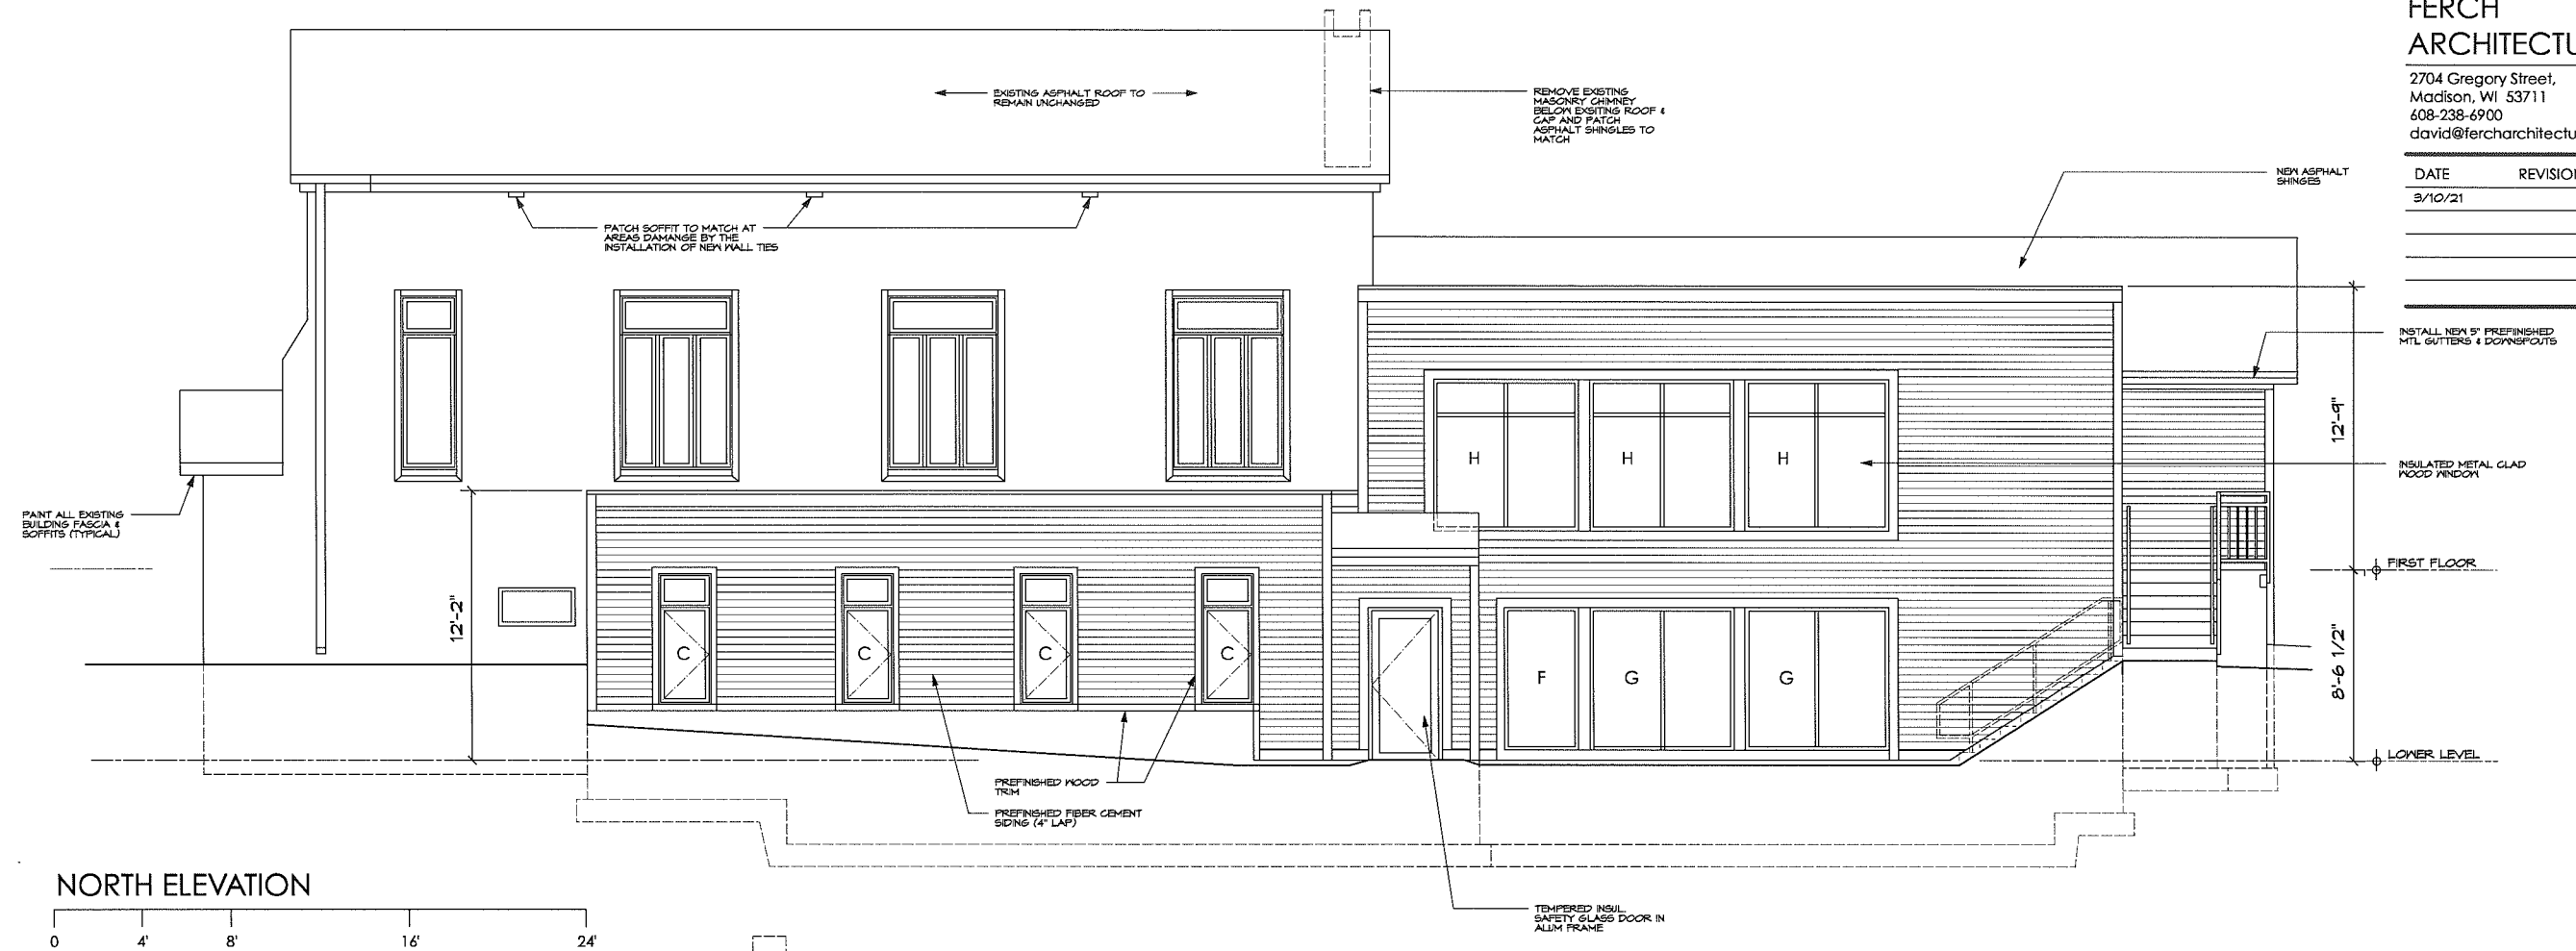 FERCH
ARCHITECTU
2704 Gregory Street,
Madison, WI 53711
608-238-6900
david@fercharchitectu
DATE REVISION
3/10/21
EXISTING ASPHALT ROOF TO
REMAIN UNCHANGED
REMOVE EXISTING
MASONRY CHIMNEY
BELOW EXSITING ROOF &
CAP AND PATCH
ASPHALT SHINGLES TO
MATCH
NEW ASPHALT
SHINGES
PATCH SOFFIT TO MATCH AT
AREAS DAMANGE BY THE
INSTALLATION OF NEW WALL TIES
INSTALL NEW 5" PREFINISHED
MTL GUTTERS & DOWNSPOUTS
12'-9"
H
H
H
INSULATED METAL CLAD
WOOD WINDOW
PAINT ALL EXISTING
BUILDING FASCIA &
SOFFITS (TYPICAL)
12'-2"
FIRST FLOOR
C
C
C
C
F
G
G
8'-6 1/2"
LOWER LEVEL
PREFINISHED WOOD
TRIM
PREFINISHED FIBER CEMENT
SIDING (4" LAP)
TEMPERED INSUL.
SAFETY GLASS DOOR IN
ALUM FRAME
NORTH ELEVATION
0 4' 8' 16' 24'